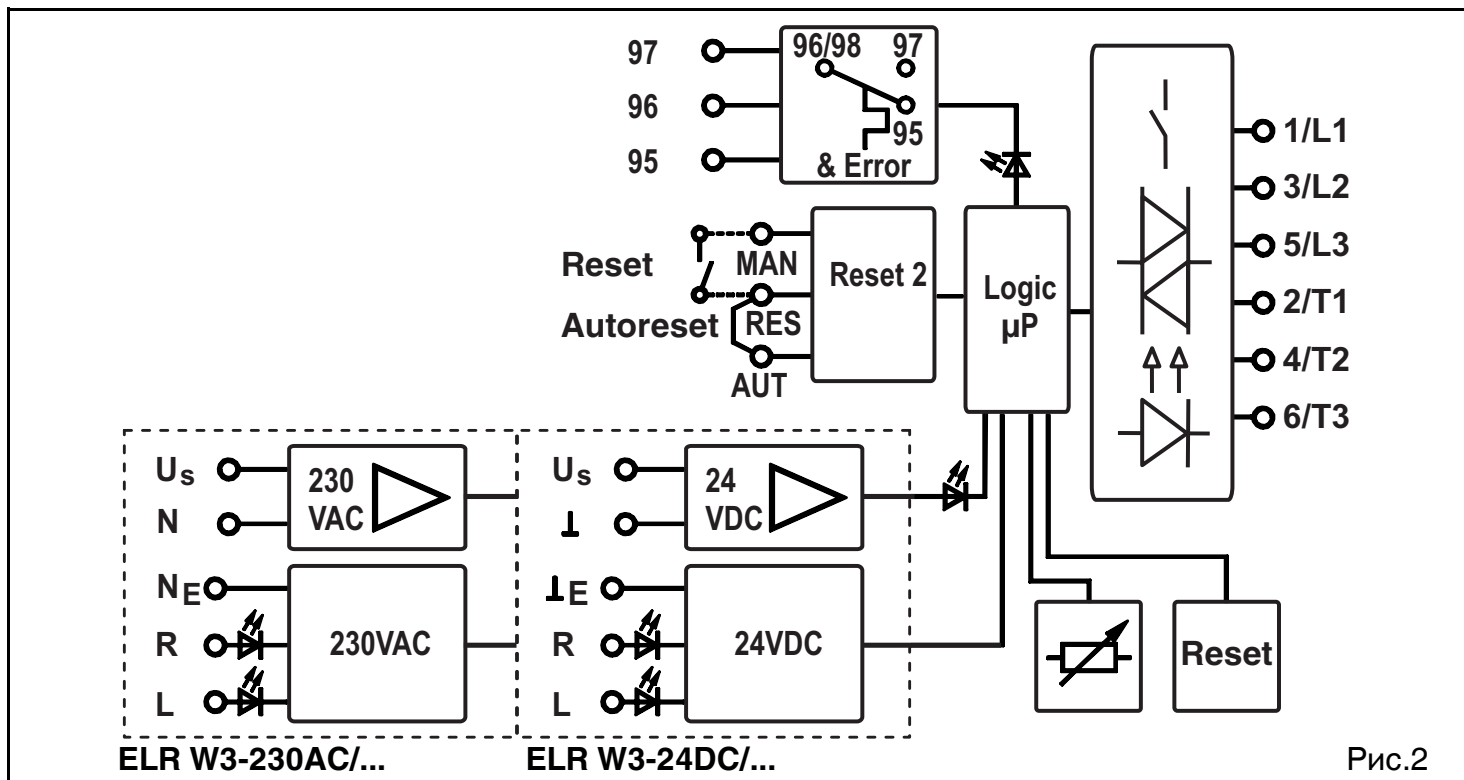 97
96
95
96/98 97
95
& Error
Reset
Autoreset
MAN
RES
AUT
Reset 2
Logic
µP
1/L1
3/L2
5/L3
2/T1
4/T2
6/T3
Us
N
230
VAC
NE
R
L
230VAC
Us
⊥
24
VDC
⊥E
R
L
24VDC
Reset
ELR W3-230AC/...
ELR W3-24DC/...
Рис.2